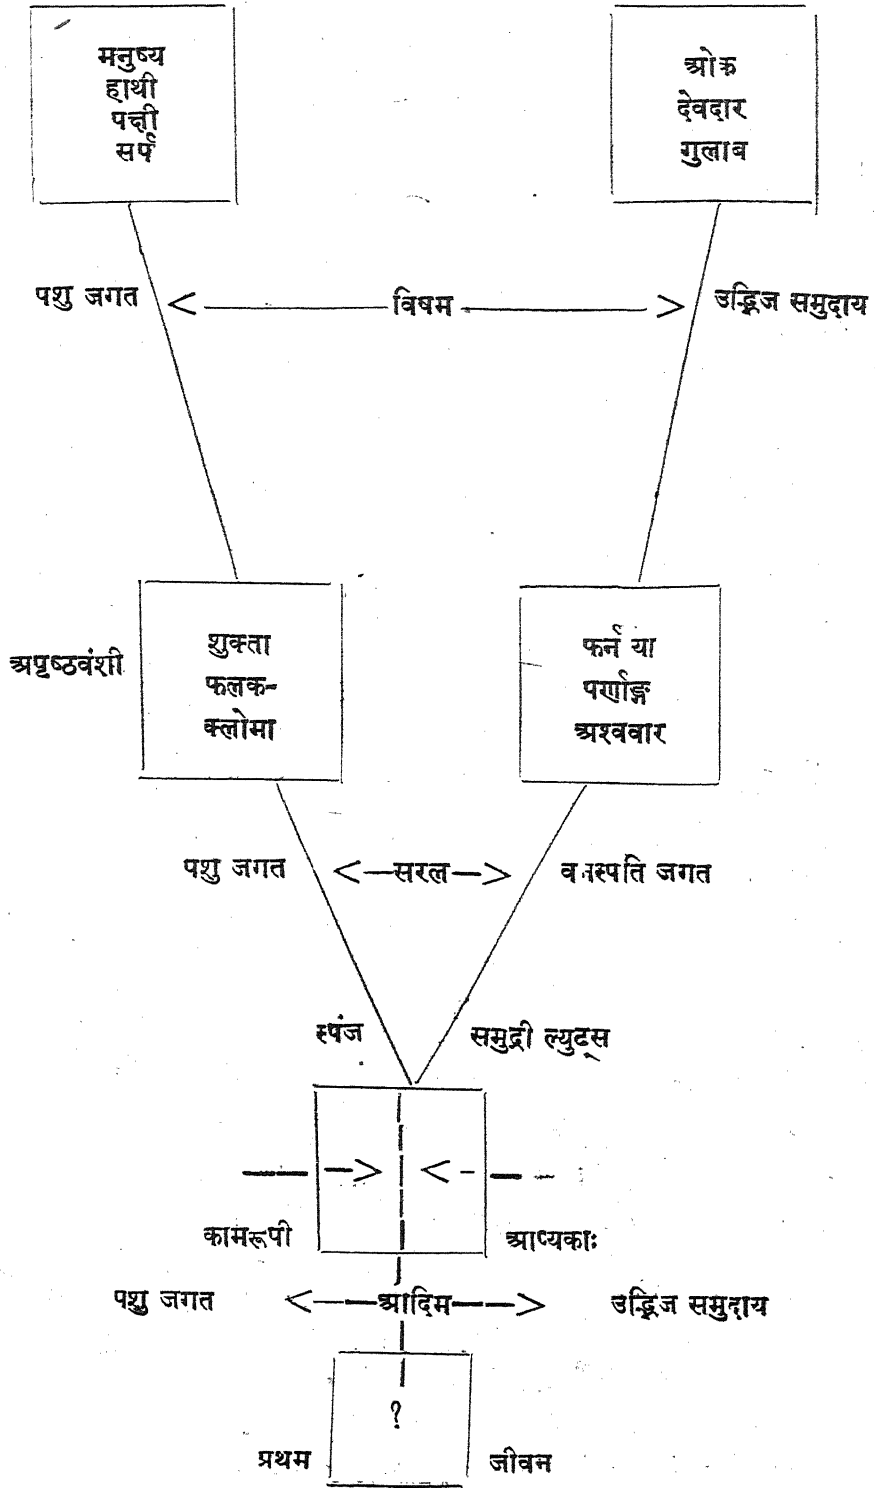 मनुष्य
हाथी
पक्षी
सर्प
ओक
देवदार
गुलाब
पशु जगत
विषम
उद्भिज समुदाय
अपृष्ठवंशी
शुक्ता
फलक-
क्लोमा
फर्न या
पर्णाङ्ग
अश्ववार
पशु जगत
सरल
वनस्पति जगत
स्पंज
समुद्री ल्युट्स
कामरूपी
आप्यकाः
पशु जगत
आदिम
उद्भिज समुदाय
?
प्रथम
जीवन